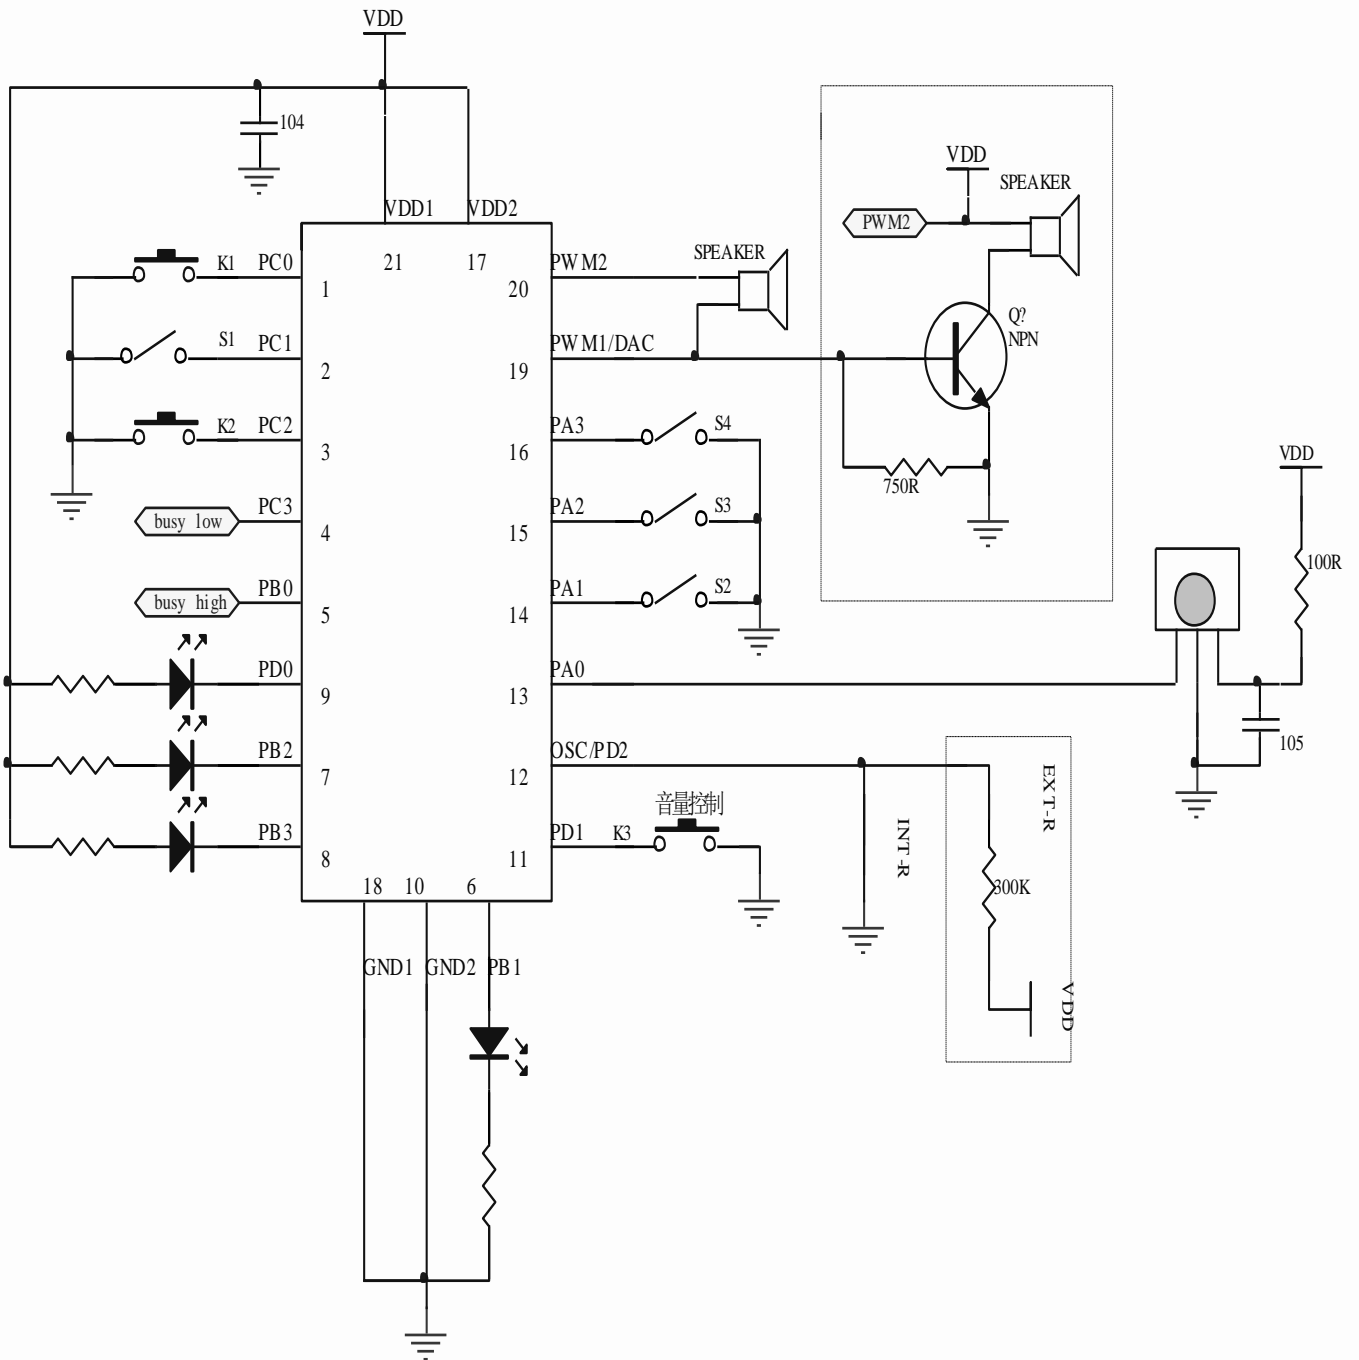 VDD
104
VDD1 VDD2
21 17
K1 PC0
1
S1 PC1
2
K2 PC2
3
busy low PC3
4
busy high PB0
5
PD0
9
PB2
7
PB3
8
18 10 6
GND1 GND2 PB1
PWM2
20
SPEAKER
PWM1/DAC
19
PA3
16
S4
PA2
15
S3
PA1
14
S2
PA0
13
OSC/PD2
12
音量控制
PD1 K3
11
VDD
SPEAKER
PWM2
Q?
NPN
750R
VDD
100R
105
INT-R
EXT-R
300K
VDD